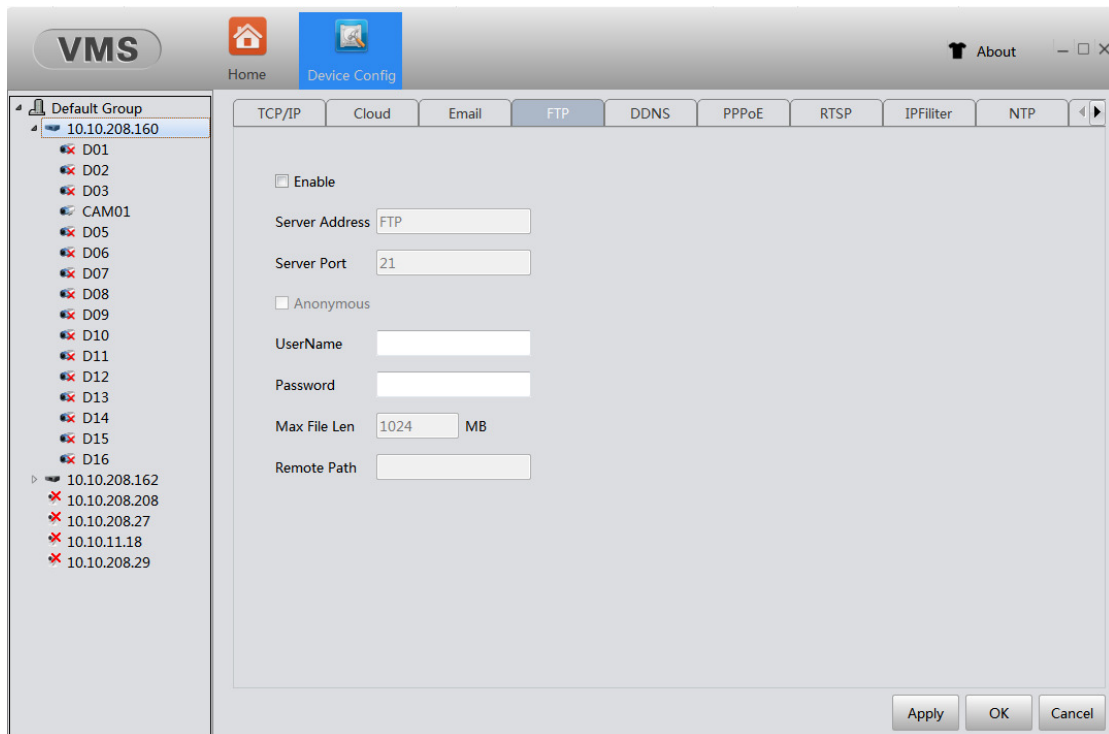 VMS
Home
Device Config
About
Default Group
10.10.208.160
D01
D02
D03
CAM01
D05
D06
D07
D08
D09
D10
D11
D12
D13
D14
D15
D16
10.10.208.162
10.10.208.208
10.10.208.27
10.10.11.18
10.10.208.29
TCP/IP Cloud Email FTP DDNS PPPoE RTSP IPFiliter NTP
Enable
Server Address FTP
Server Port 21
Anonymous
UserName
Password
Max File Len 1024 MB
Remote Path
Apply OK Cancel